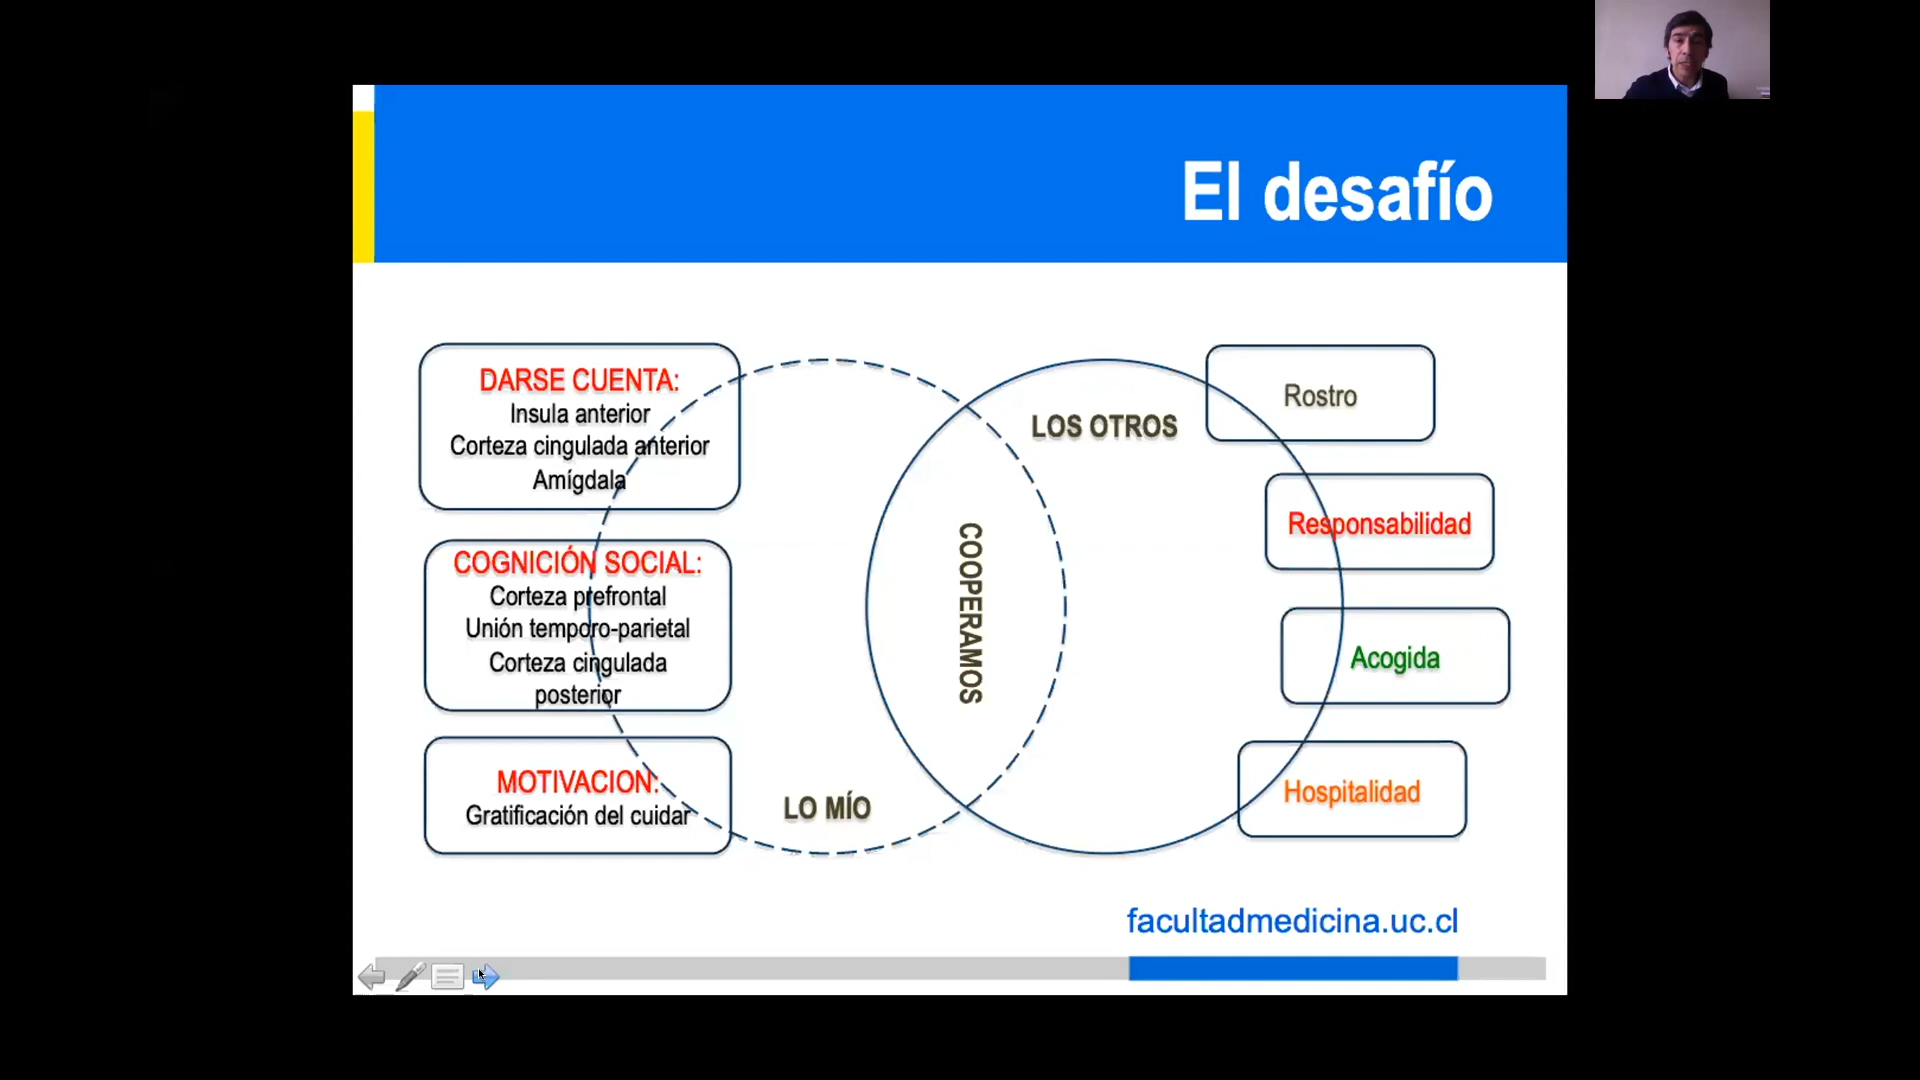 El desafío
DARSE CUENTA:
Insula anterior
Corteza cingulada anterior
Amígdala
COGNICIÓN SOCIAL:
Corteza prefrontal
Unión temporo-parietal
Corteza cingulada
posterior
MOTIVACION:
Gratificación del cuidar
LO MÍO
COOPERAMOS
LOS OTROS
Rostro
Responsabilidad
Acogida
Hospitalidad
facultadmedicina.uc.cl